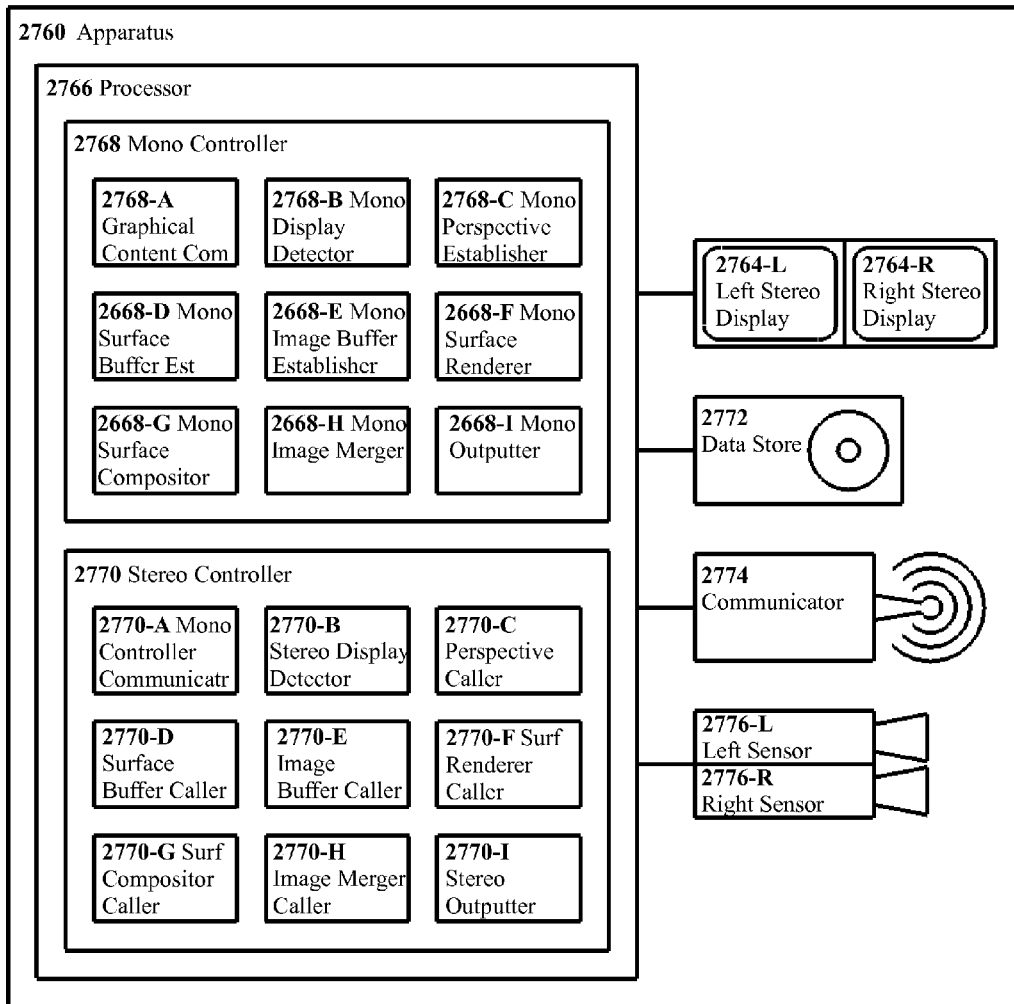 2760 Apparatus
2766 Processor
2768 Mono Controller
2768-A
Graphical
Content Com
2768-B Mono
Display
Detector
2768-C Mono
Perspective
Establisher
2668-D Mono
Surface
Buffer Est
2668-E Mono
Image Buffer
Establisher
2668-F Mono
Surface
Renderer
2668-G Mono
Surface
Compositor
2668-H Mono
Image Merger
2668-I Mono
Outputter
2770 Stereo Controller
2770-A Mono
Controller
Communicatr
2770-B
Stereo Display
Detector
2770-C
Perspective
Caller
2770-D
Surface
Buffer Caller
2770-E
Image
Buffer Caller
2770-F Surf
Renderer
Caller
2770-G Surf
Compositor
Caller
2770-H
Image Merger
Caller
2770-I
Stereo
Outputter
2764-L
Left Stereo
Display
2764-R
Right Stereo
Display
2772
Data Store
2774
Communicator
2776-L
Left Sensor
2776-R
Right Sensor